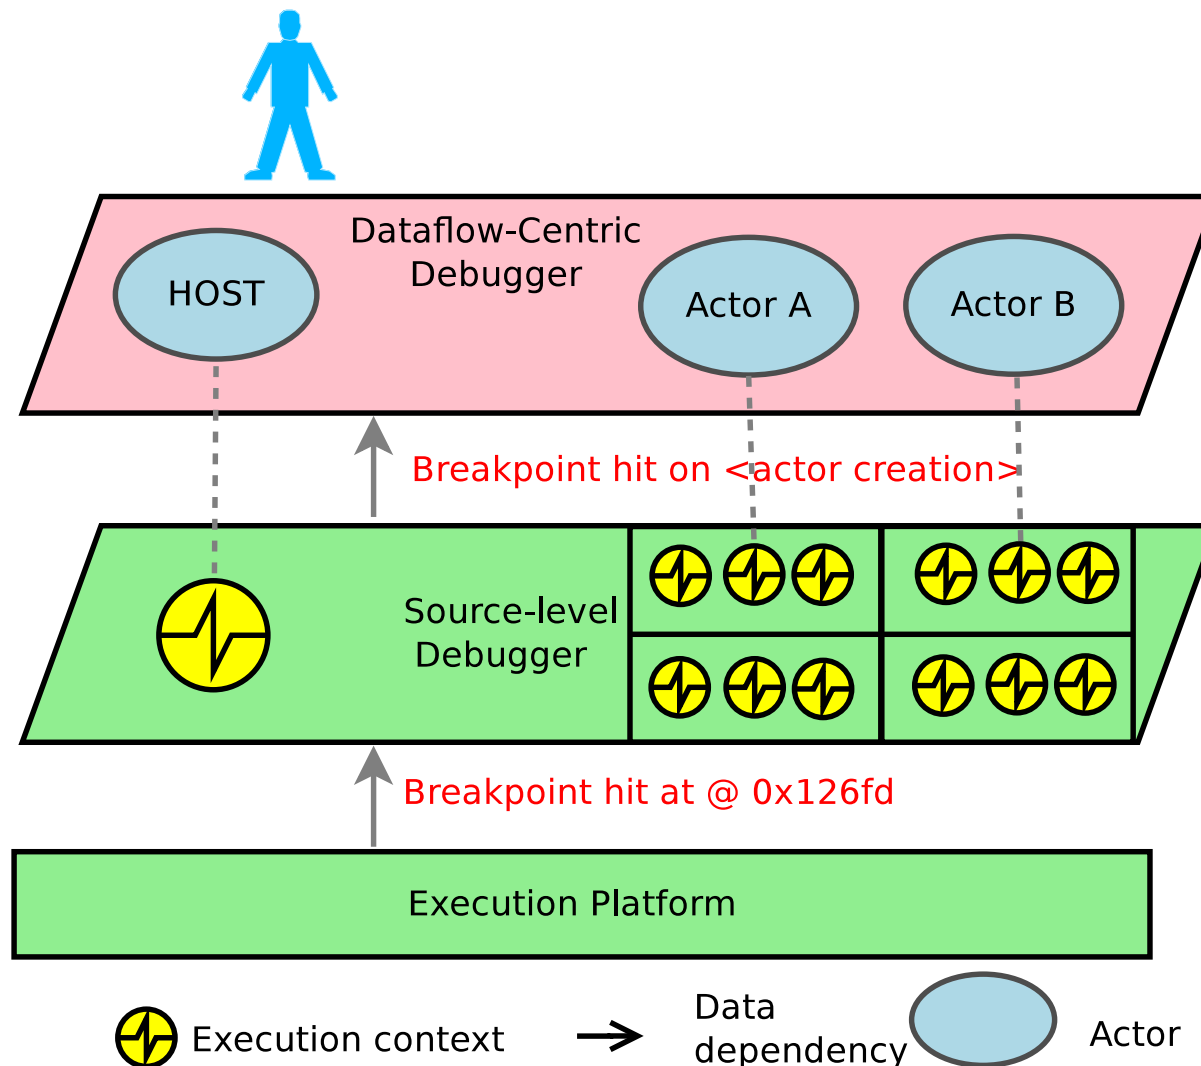 Dataflow-Centric
Debugger
HOST
Actor A
Actor B
Breakpoint hit on <actor creation>
Source-level
Debugger
Breakpoint hit at @ 0x126fd
Execution Platform
Execution context
Data
dependency
Actor